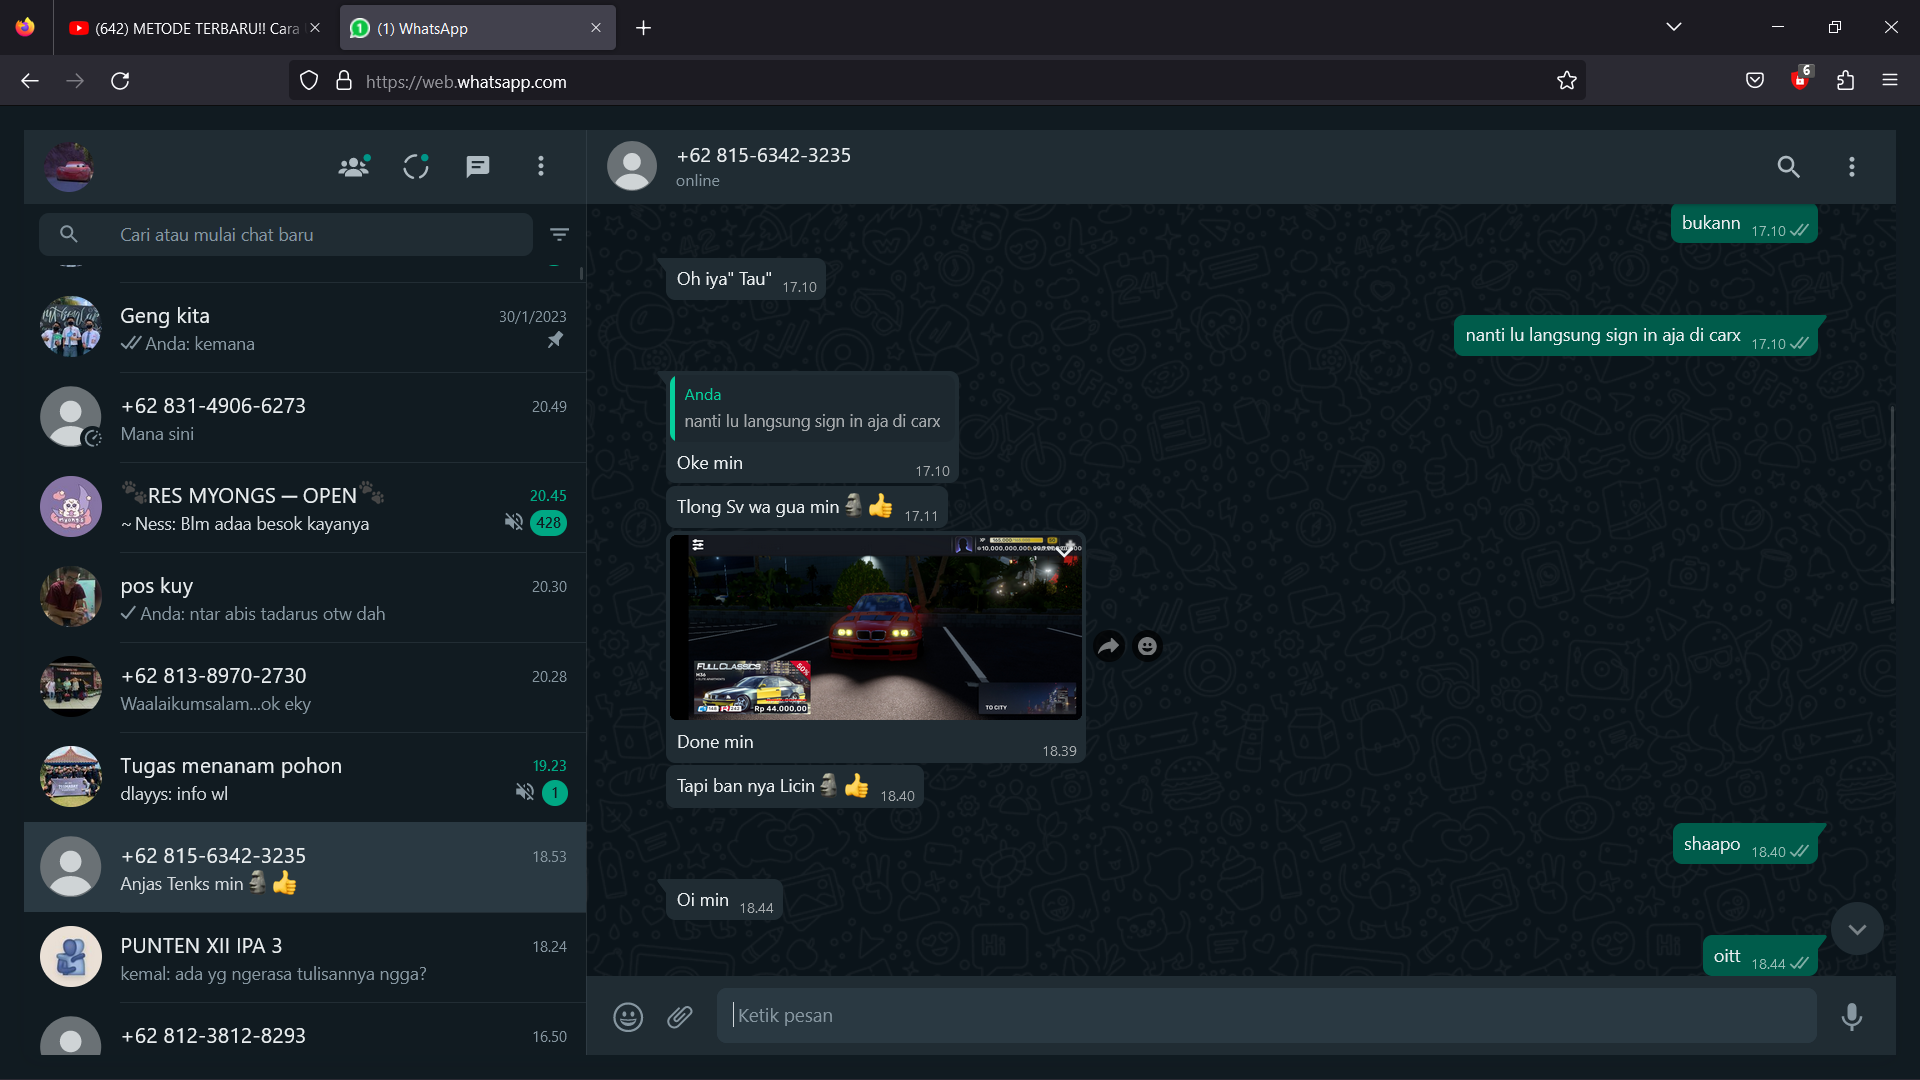 (642) METODE TERBARU!! Cara
(1) WhatsApp
https://web.whatsapp.com
6
+62 815-6342-3235
online
Cari atau mulai chat baru
Geng kita
30/1/2023
Anda: kemana
+62 831-4906-6273
20.49
Mana sini
🐾RES MYONGS — OPEN🐾
20.45
~ Ness: Blm adaa besok kayanya
428
pos kuy
20.30
Anda: ntar abis tadarus otw dah
+62 813-8970-2730
20.28
Waalaikumsalam...ok eky
Tugas menanam pohon
19.23
dlayys: info wl
1
+62 815-6342-3235
18.53
Anjas Tenks min 🗿👍
PUNTEN XII IPA 3
18.24
kemal: ada yg ngerasa tulisannya ngga?
+62 812-3812-8293
16.50
bukann 17.10
Oh iya" Tau" 17.10
nanti lu langsung sign in aja di carx 17.10
Anda
nanti lu langsung sign in aja di carx
Oke min 17.10
Tlong Sv wa gua min 🗿👍 17.11
FULL CLASSICS
50%
M36
Rp 44.000,00
TO CITY
Done min 18.39
Tapi ban nya Licin 🗿👍 18.40
shaapo 18.40
Oi min 18.44
oitt 18.44
Ketik pesan